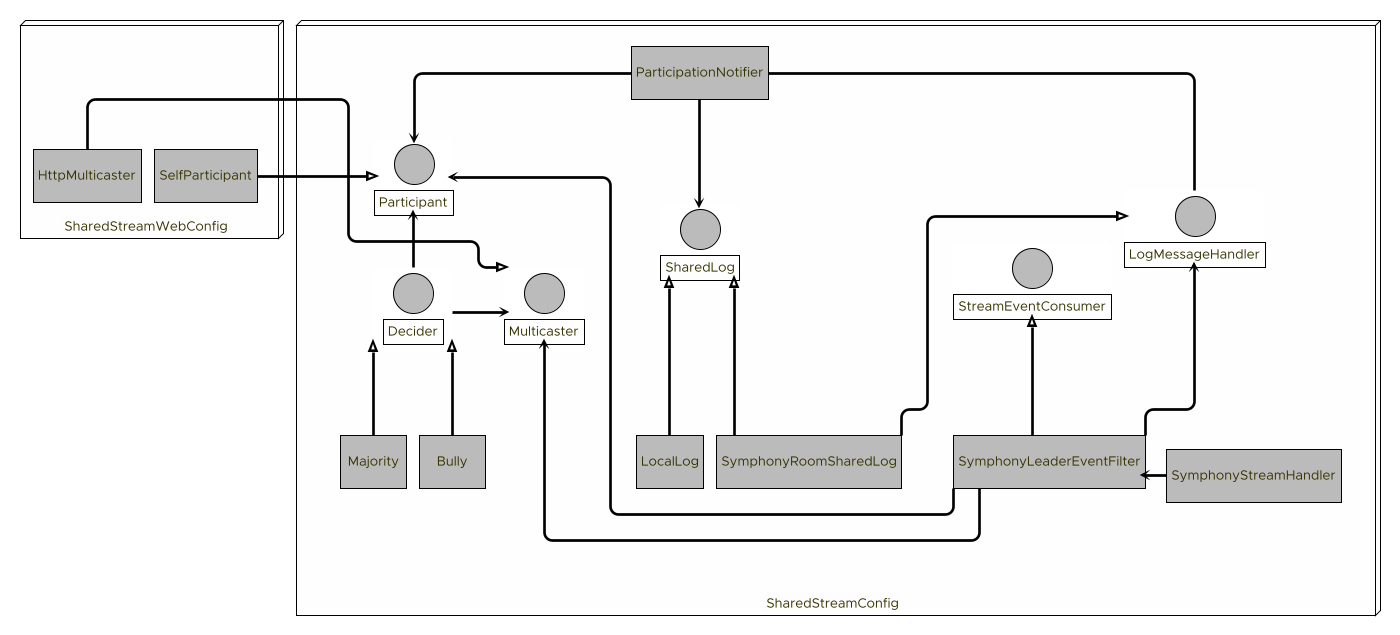 ParticipationNotifier
HttpMulticaster
SelfParticipant
Participant
SharedStreamWebConfig
LogMessageHandler
SharedLog
StreamEventConsumer
Decider
Multicaster
Majority
Bully
LocalLog
SymphonyRoomSharedLog
SymphonyLeaderEventFilter
SymphonyStreamHandler
SharedStreamConfig